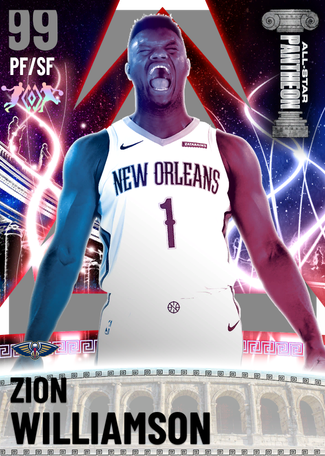 99
PF/SF
ALL-STAR
PANTHEON
NEW ORLEANS
1
ZION
WILLIAMSON